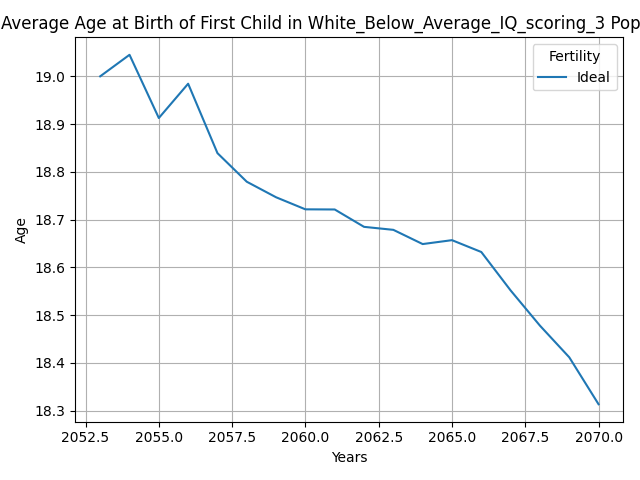 Average Age at Birth of First Child in White_Below_Average_IQ_scoring_3 Pop
Fertility
Ideal
19.0
18.9
18.8
18.7
18.6
18.5
18.4
18.3
Age
2052.5 2055.0 2057.5 2060.0 2062.5 2065.0 2067.5 2070.0
Years